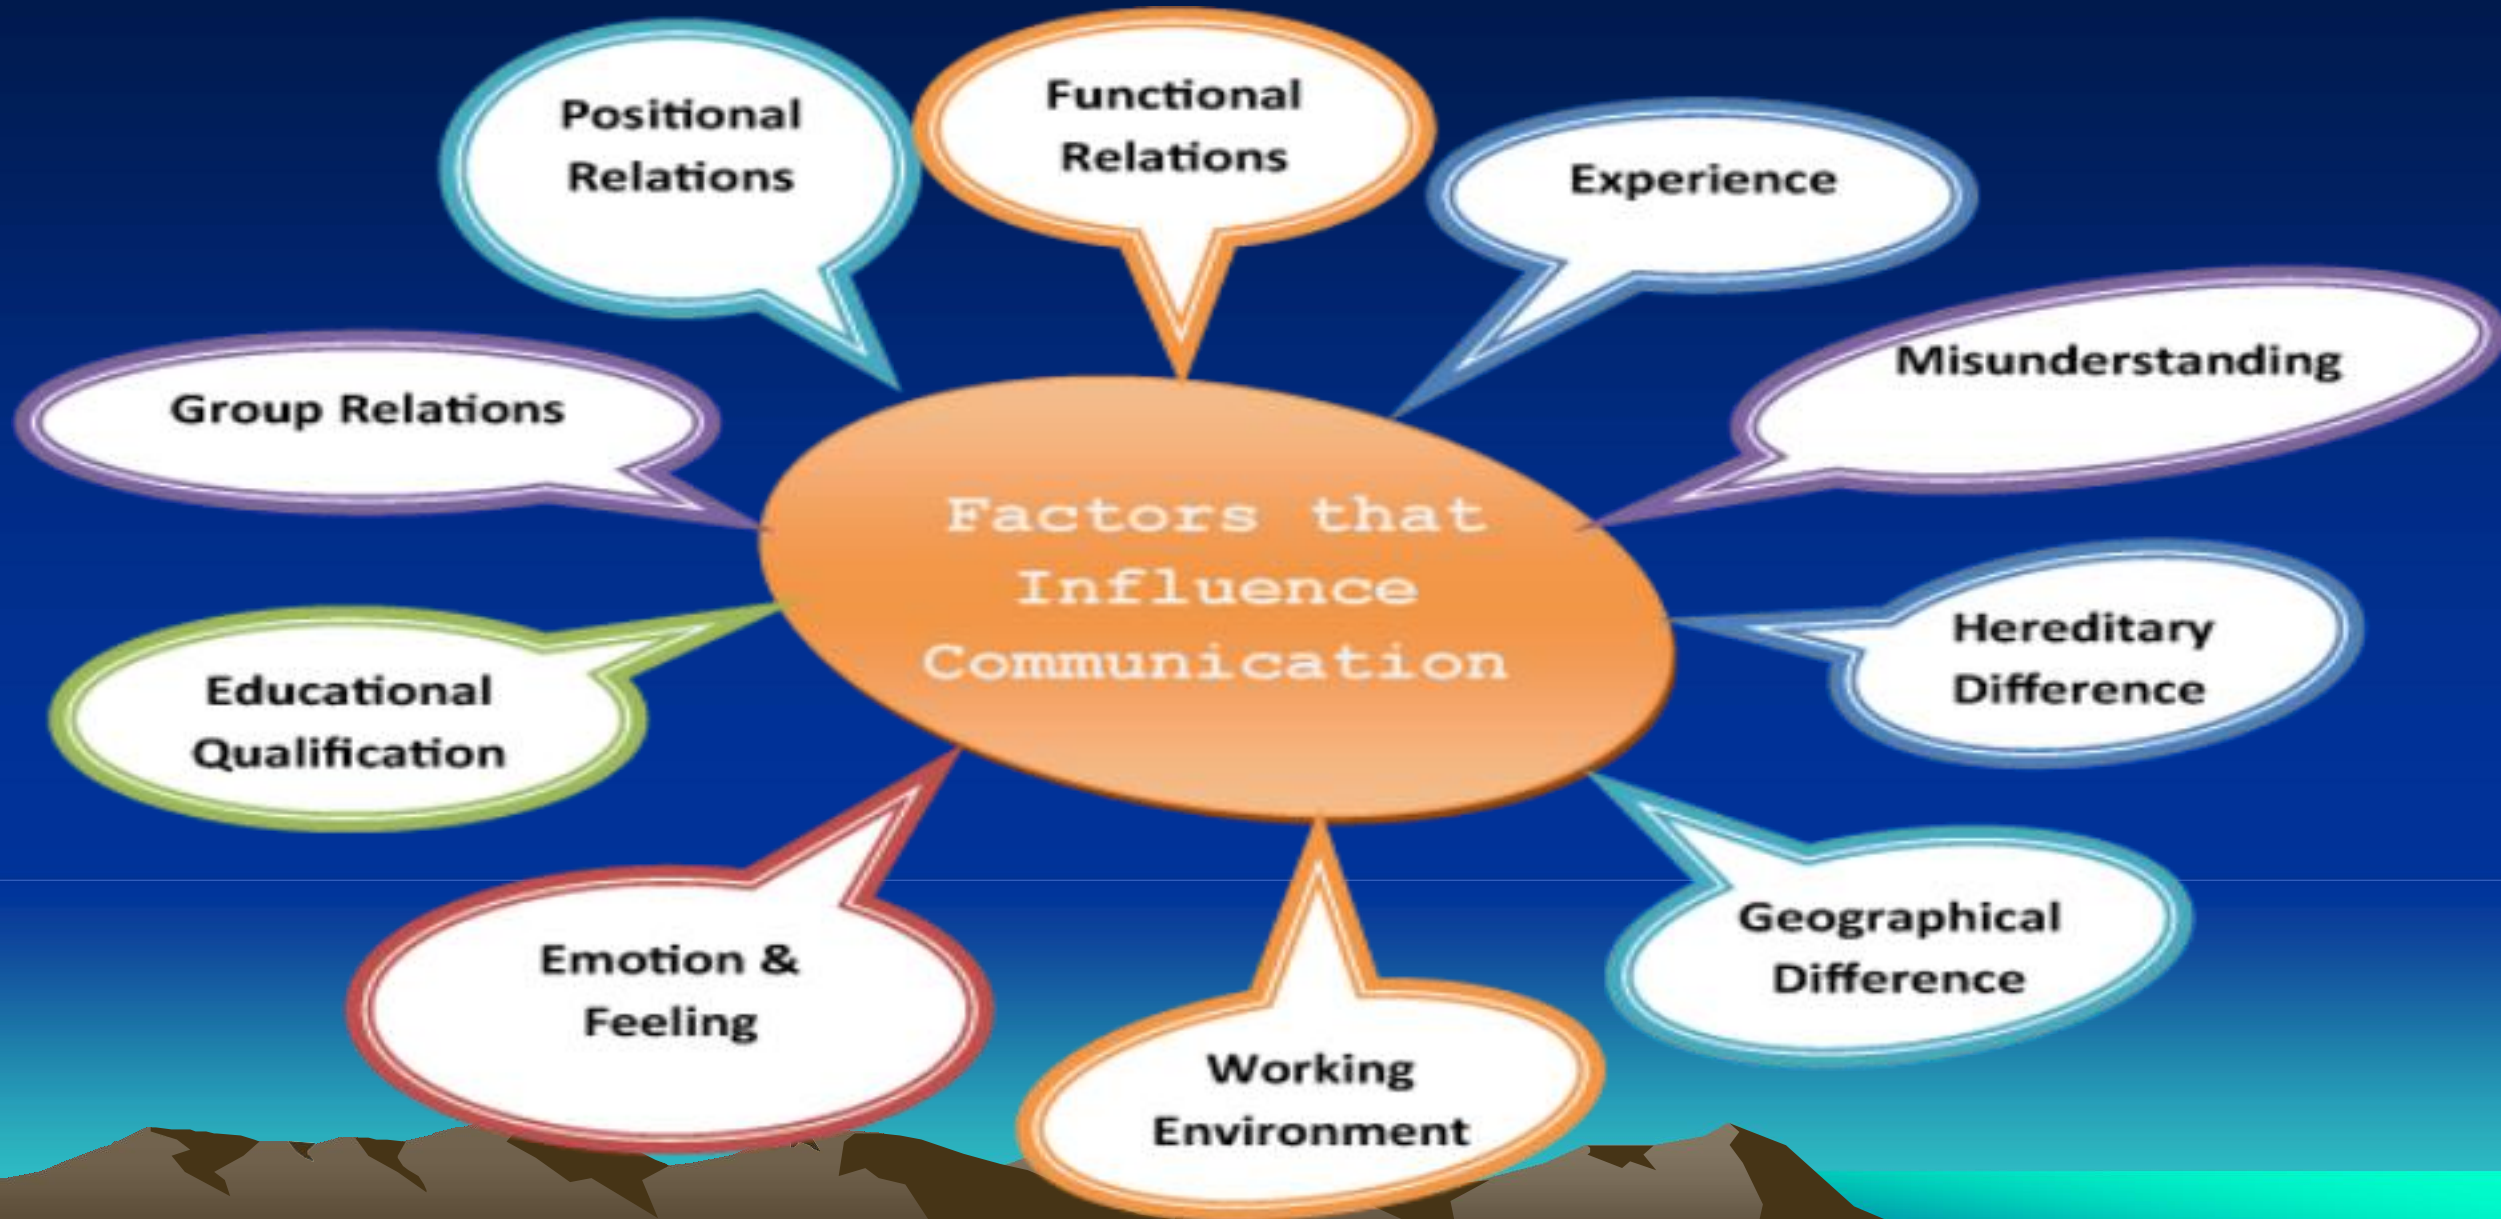 Positional
Relations
Functional
Relations
Experience
Misunderstanding
Group Relations
Factors that
Influence
Communication
Hereditary
Difference
Educational
Qualification
Geographical
Difference
Emotion &
Feeling
Working
Environment